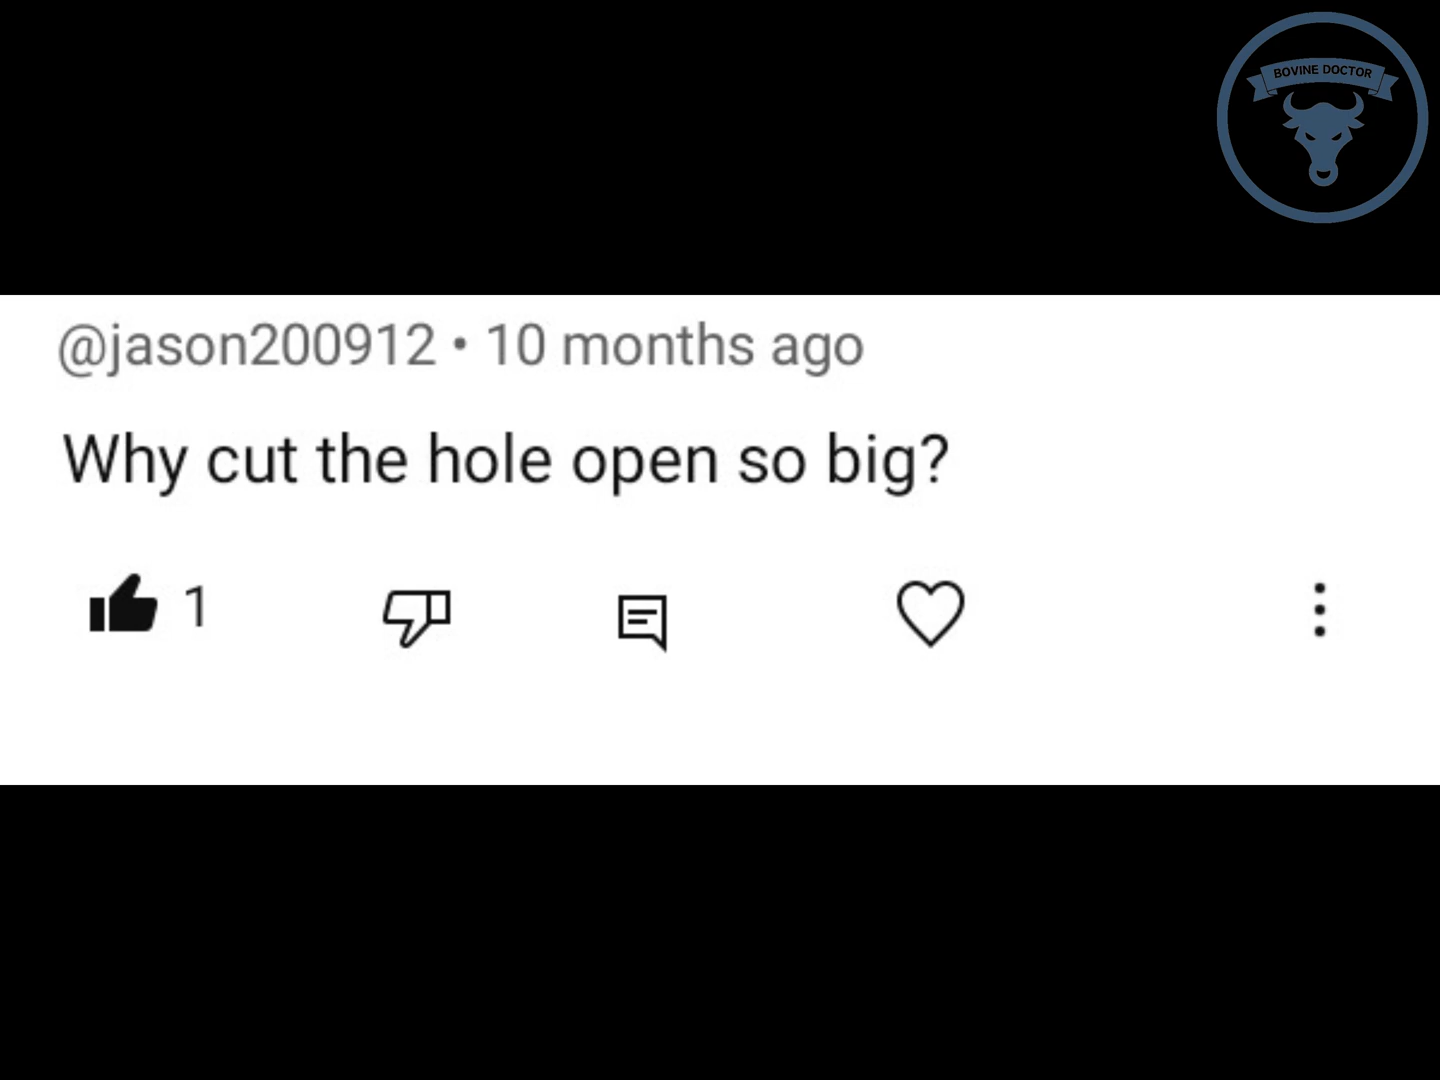 BOVINE DOCTOR
@jason200912 • 10 months ago
Why cut the hole open so big?
1